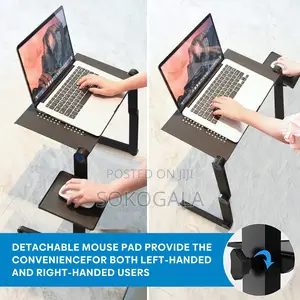 POSTED ON JIJI
SOKOGALA
DETACHABLE MOUSE PAD PROVIDE THE
CONVENIENCEFOR BOTH LEFT-HANDED
AND RIGHT-HANDED USERS